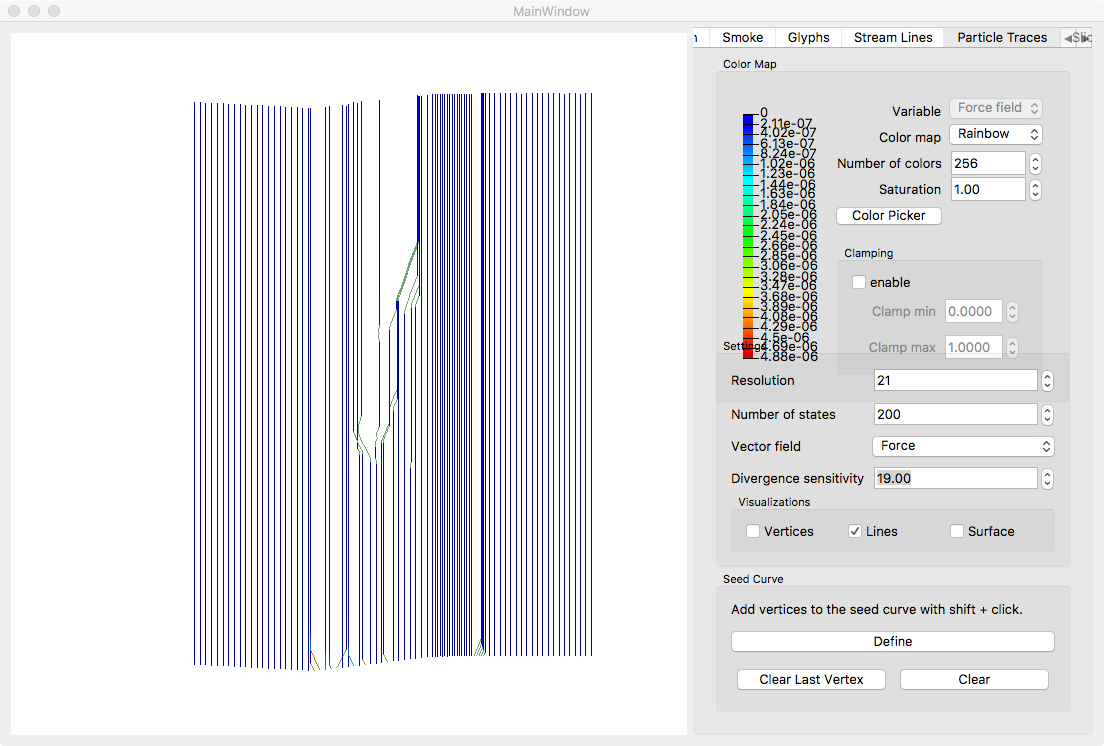 MainWindow
Smoke Glyphs Stream Lines Particle Traces
Color Map
0
2.11e-07
4.02e-07
6.13e-07
8.24e-07
1.02e-06
1.23e-06
1.44e-06
1.63e-06
1.84e-06
2.05e-06
2.24e-06
2.45e-06
2.66e-06
2.85e-06
3.06e-06
3.28e-06
3.47e-06
3.68e-06
3.89e-06
4.08e-06
4.29e-06
4.5e-06
4.69e-06
4.88e-06
Variable Force field
Color map Rainbow
Number of colors 256
Saturation 1.00
Color Picker
Clamping
enable
Clamp min 0.0000
Clamp max 1.0000
Settings
Resolution 21
Number of states 200
Vector field Force
Divergence sensitivity 19.00
Visualizations
Vertices Lines Surface
Seed Curve
Add vertices to the seed curve with shift + click.
Define
Clear Last Vertex Clear